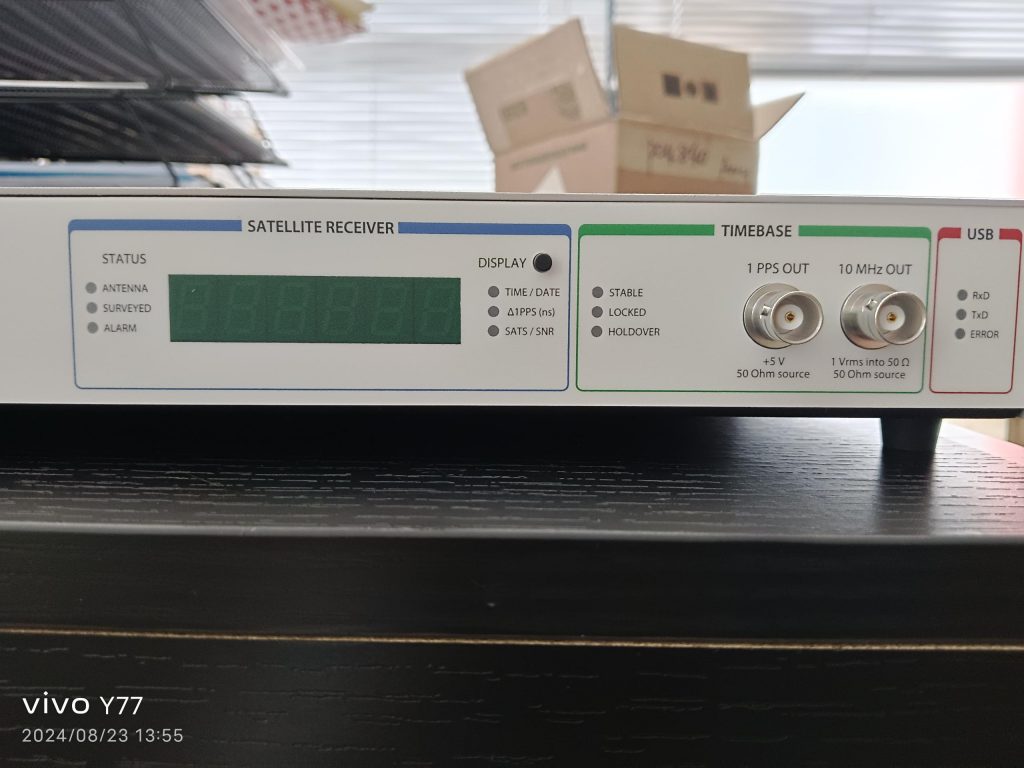 SATELLITE RECEIVER
STATUS
ANTENNA
SURVEYED
ALARM
DISPLAY
TIME / DATE
Δ1PPS (ns)
SATS / SNR
TIMEBASE
STABLE
LOCKED
HOLDOVER
1 PPS OUT
+5 V
50 Ohm source
10 MHz OUT
1 Vrms into 50 Ω
50 Ohm source
USB
RxD
TxD
ERROR
vivo Y77
2024/08/23 13:55